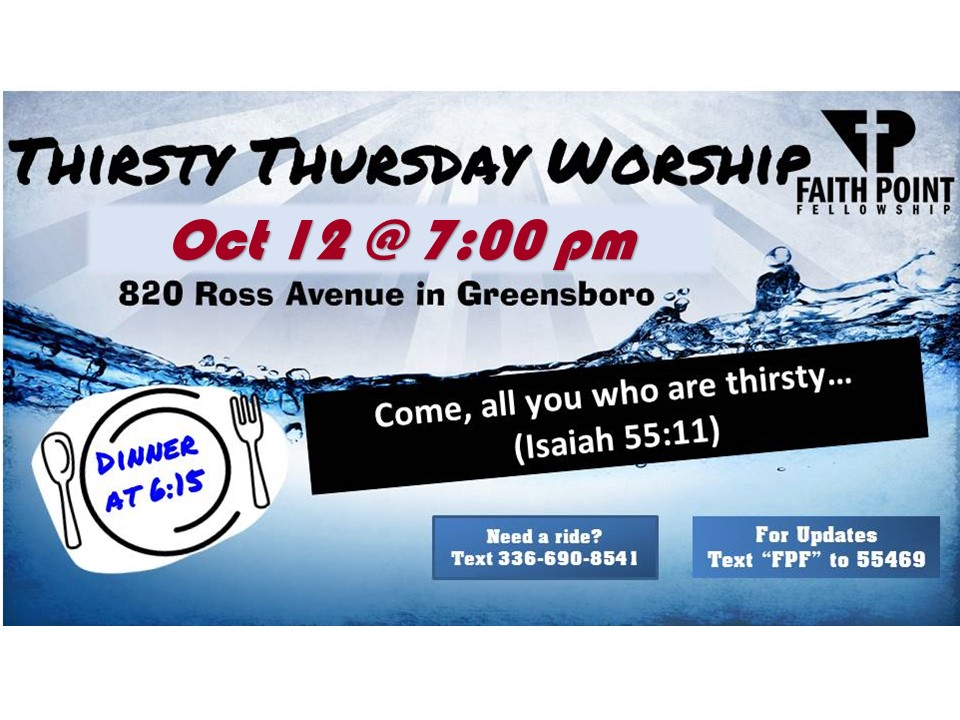 Thirsty Thursday Worship
FAITH POINT
FELLOWSHIP
Oct 12 @ 7:00 pm
820 Ross Avenue in Greensboro
Come, all you who are thirsty...
(Isaiah 55:11)
Dinner
at 6:15
Need a ride?
Text 336-690-8541
For Updates
Text “FPF” to 55469